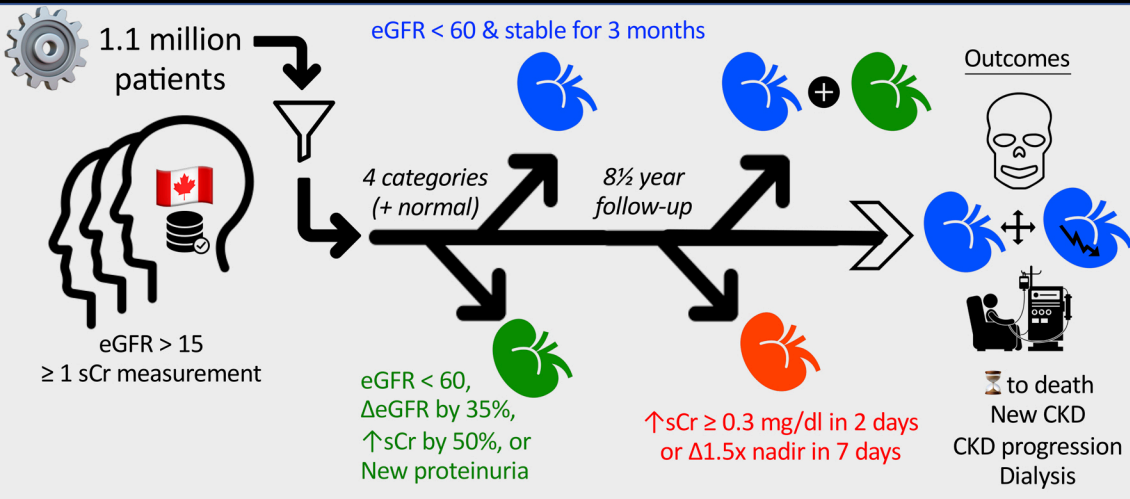 1.1 million
patients
eGFR > 15
≥ 1 sCr measurement
eGFR < 60 & stable for 3 months
4 categories
(+ normal)
8½ year
follow-up
eGFR < 60,
ΔeGFR by 35%,
↑sCr by 50%, or
New proteinuria
↑sCr ≥ 0.3 mg/dl in 2 days
or Δ1.5x nadir in 7 days
Outcomes
⏳ to death
New CKD
CKD progression
Dialysis